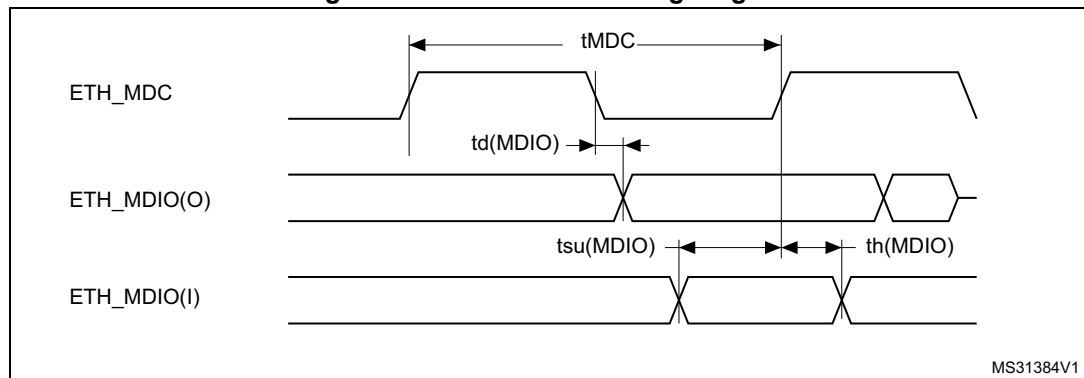 tMDC
ETH_MDC
td(MDIO)
ETH_MDIO(O)
tsu(MDIO)
th(MDIO)
ETH_MDIO(I)
MS31384V1